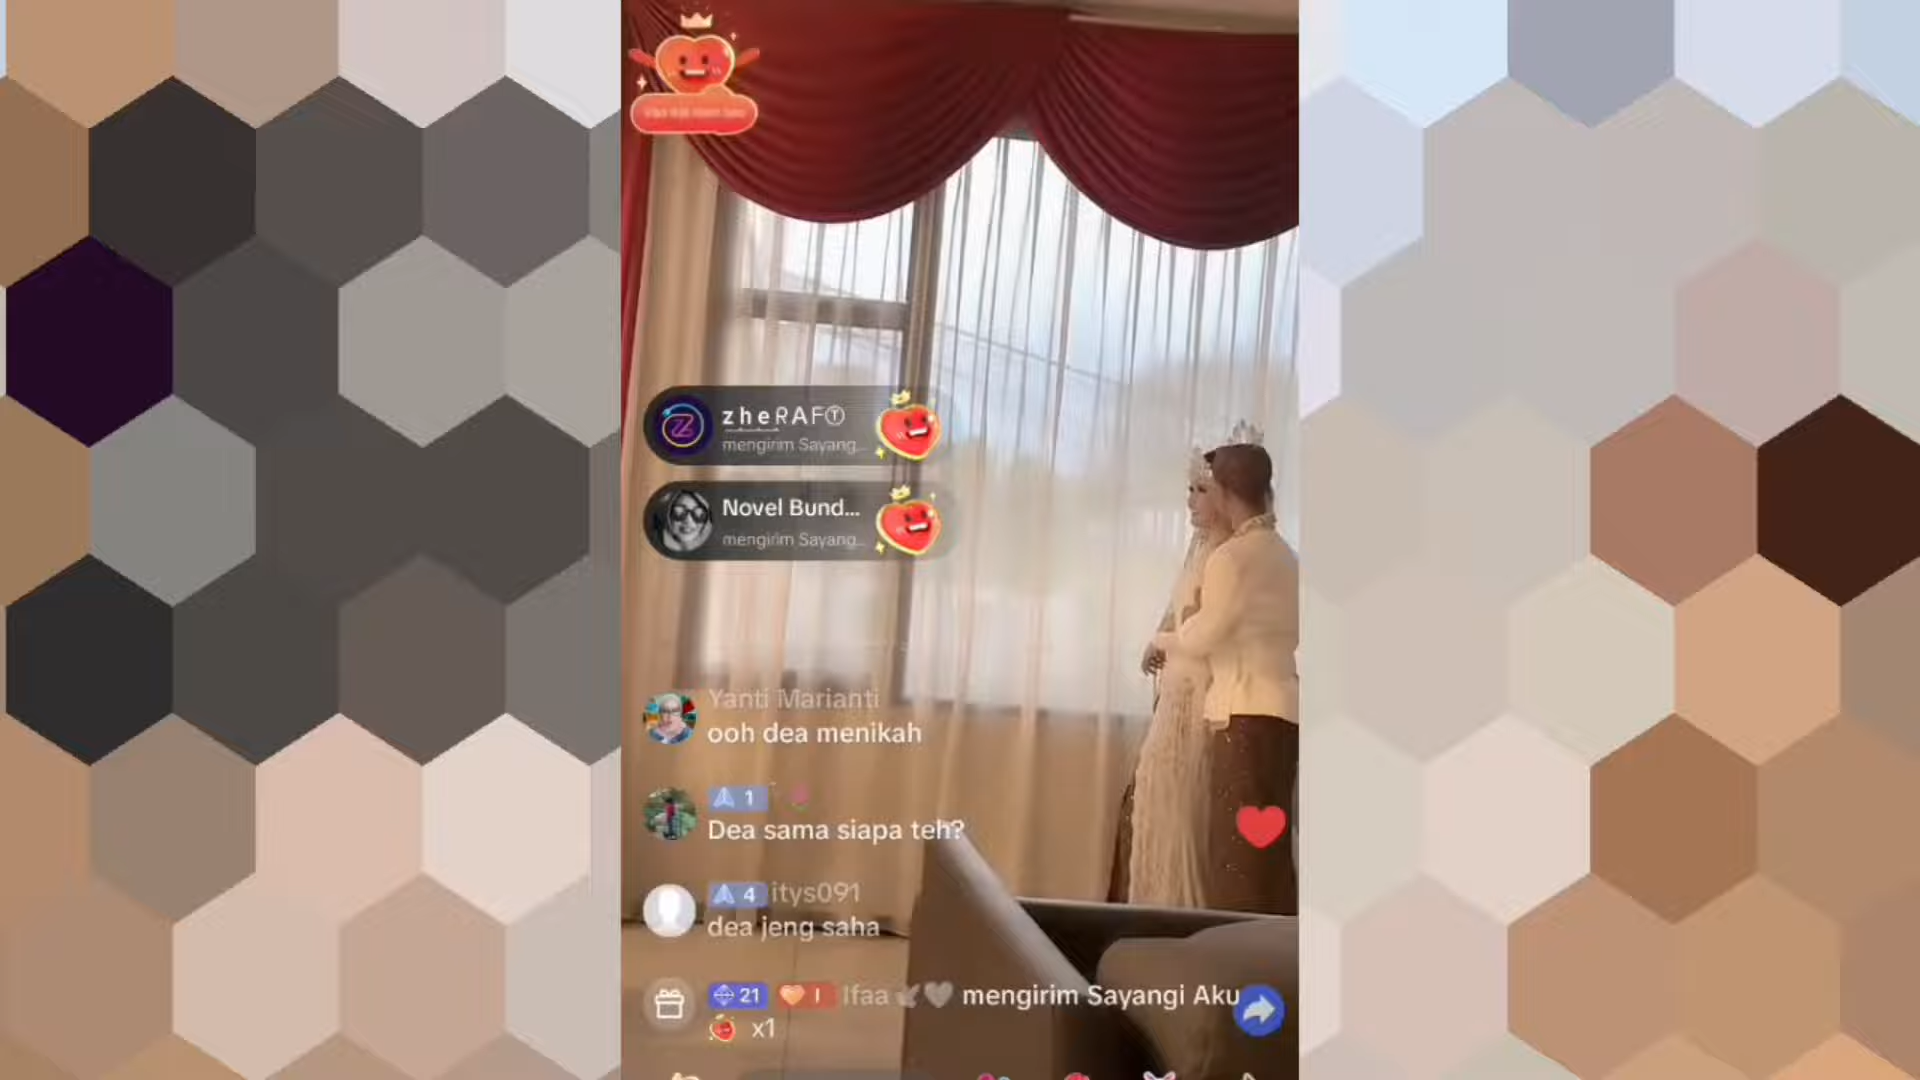 zheRAFⓉ
mengirim Sayang...
Novel Bund...
mengirim Sayang...
Yanti Marianti
ooh dea menikah
1
Dea sama siapa teh?
4 itys091
dea jeng saha
21 I Ifaa mengirim Sayangi Aku
x1